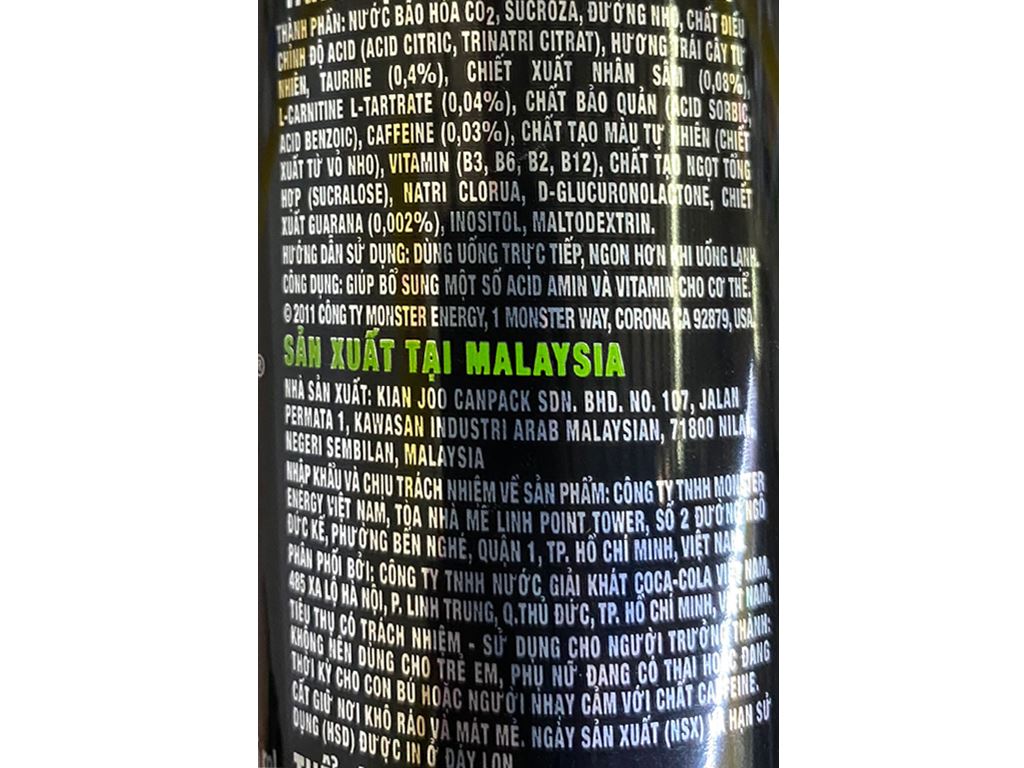 THÀNH PHẦN: NƯỚC BÃO HÒA CO2, SUCROZA, ĐƯỜNG NHO, CHẤT ĐIỀU
CHỈNH ĐỘ ACID (ACID CITRIC, TRINATRI CITRAT), HƯƠNG TRÁI CÂY TỰ
NHIÊN, TAURINE (0,4%), CHIẾT XUẤT NHÂN SÂM (0,08%),
L-CARNITINE L-TARTRATE (0,04%), CHẤT BẢO QUẢN (ACID SORBIC,
ACID BENZOIC), CAFFEINE (0,03%), CHẤT TẠO MÀU TỰ NHIÊN (CHIẾT
XUẤT TỪ VỎ NHO), VITAMIN (B3, B6, B2, B12), CHẤT TẠO NGỌT TỔNG
HỢP (SUCRALOSE), NATRI CLORUA, D-GLUCURONOLACTONE, CHIẾT
XUẤT GUARANA (0,002%), INOSITOL, MALTODEXTRIN.
HƯỚNG DẪN SỬ DỤNG: DÙNG UỐNG TRỰC TIẾP, NGON HƠN KHI UỐNG LẠNH.
CÔNG DỤNG: GIÚP BỔ SUNG MỘT SỐ ACID AMIN VÀ VITAMIN CHO CƠ THỂ.
© 2011 CÔNG TY MONSTER ENERGY, 1 MONSTER WAY, CORONA CA 92879, USA.
SẢN XUẤT TẠI MALAYSIA
NHÀ SẢN XUẤT: KIAN JOO CANPACK SDN. BHD. NO. 107, JALAN
PERMATA 1, KAWASAN INDUSTRI ARAB MALAYSIAN, 71800 NILAI,
NEGERI SEMBILAN, MALAYSIA
NHẬP KHẨU VÀ CHỊU TRÁCH NHIỆM VỀ SẢN PHẨM: CÔNG TY TNHH MONSTER
ENERGY VIỆT NAM, TÒA NHÀ MÊ LINH POINT TOWER, SỐ 2 ĐƯỜNG NGÔ
ĐỨC KẾ, PHƯỜNG BẾN NGHÉ, QUẬN 1, TP. HỒ CHÍ MINH, VIỆT NAM.
PHÂN PHỐI BỞI: CÔNG TY TNHH NƯỚC GIẢI KHÁT COCA-COLA VIỆT NAM,
485 XA LỘ HÀ NỘI, P. LINH TRUNG, Q.THỦ ĐỨC, TP. HỒ CHÍ MINH, VIỆT NAM.
TIÊU THỤ CÓ TRÁCH NHIỆM - SỬ DỤNG CHO NGƯỜI TRƯỞNG THÀNH;
KHÔNG NÊN DÙNG CHO TRẺ EM, PHỤ NỮ ĐANG CÓ THAI HOẶC ĐANG
THỜI KỲ CHO CON BÚ HOẶC NGƯỜI NHẠY CẢM VỚI CHẤT CAFFEINE.
CẤT GIỮ NƠI KHÔ RÁO VÀ MÁT MẺ. NGÀY SẢN XUẤT (NSX) VÀ HẠN SỬ
DỤNG (HSD) ĐƯỢC IN Ở ĐÁY LON
ml